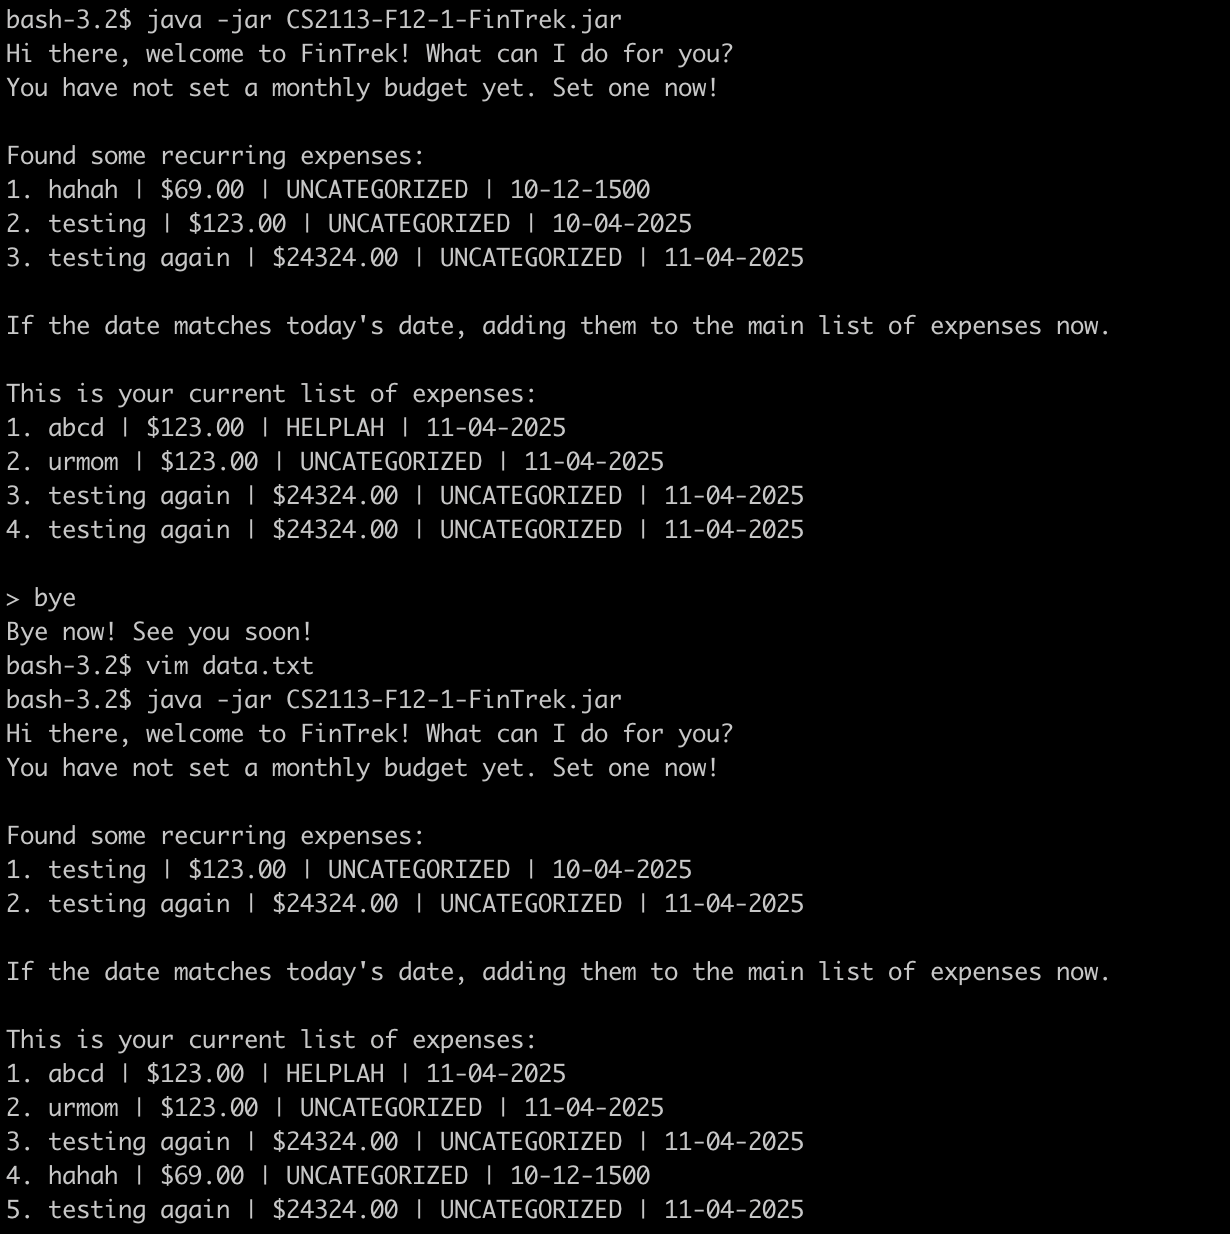 bash-3.2$ java -jar CS2113-F12-1-FinTrek.jar
Hi there, welcome to FinTrek! What can I do for you?
You have not set a monthly budget yet. Set one now!
Found some recurring expenses:
1. hahah | $69.00 | UNCATEGORIZED | 10-12-1500
2. testing | $123.00 | UNCATEGORIZED | 10-04-2025
3. testing again | $24324.00 | UNCATEGORIZED | 11-04-2025
If the date matches today's date, adding them to the main list of expenses now.
This is your current list of expenses:
1. abcd | $123.00 | HELPLAH | 11-04-2025
2. urmom | $123.00 | UNCATEGORIZED | 11-04-2025
3. testing again | $24324.00 | UNCATEGORIZED | 11-04-2025
4. testing again | $24324.00 | UNCATEGORIZED | 11-04-2025
> bye
Bye now! See you soon!
bash-3.2$ vim data.txt
bash-3.2$ java -jar CS2113-F12-1-FinTrek.jar
Hi there, welcome to FinTrek! What can I do for you?
You have not set a monthly budget yet. Set one now!
Found some recurring expenses:
1. testing | $123.00 | UNCATEGORIZED | 10-04-2025
2. testing again | $24324.00 | UNCATEGORIZED | 11-04-2025
If the date matches today's date, adding them to the main list of expenses now.
This is your current list of expenses:
1. abcd | $123.00 | HELPLAH | 11-04-2025
2. urmom | $123.00 | UNCATEGORIZED | 11-04-2025
3. testing again | $24324.00 | UNCATEGORIZED | 11-04-2025
4. hahah | $69.00 | UNCATEGORIZED | 10-12-1500
5. testing again | $24324.00 | UNCATEGORIZED | 11-04-2025